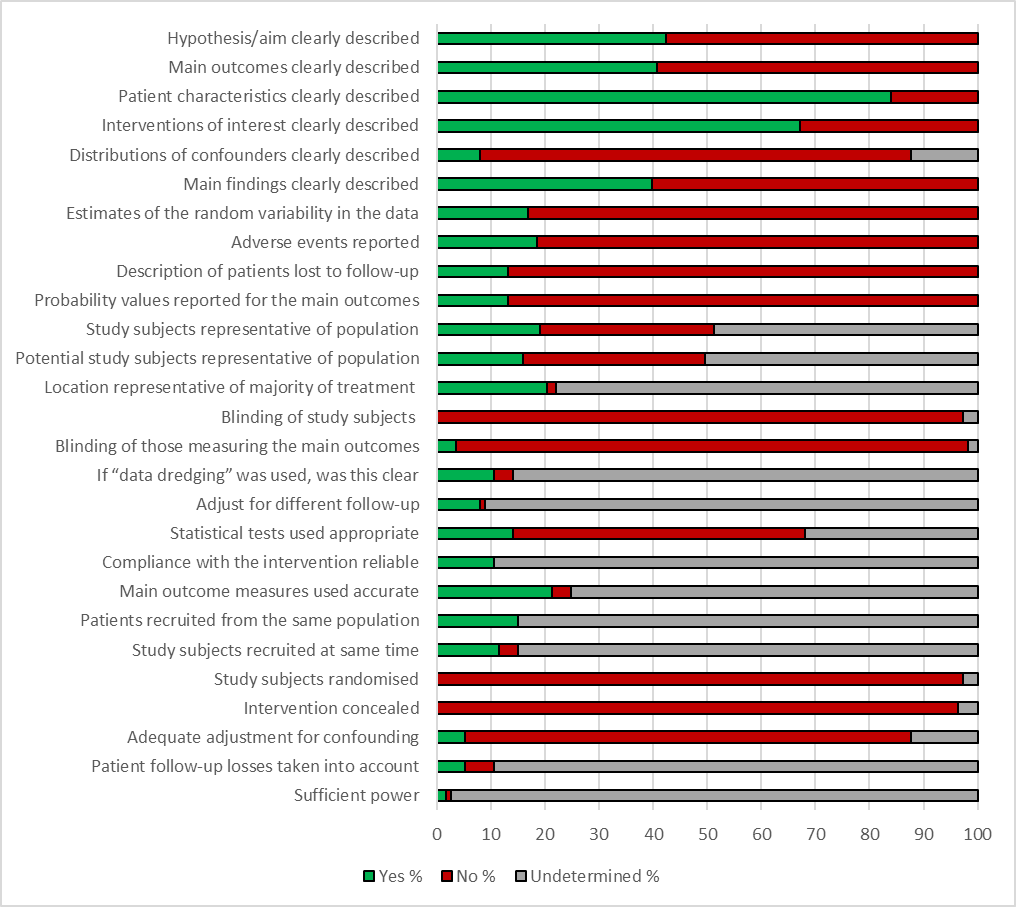 Hypothesis/aim clearly described
Main outcomes clearly described
Patient characteristics clearly described
Interventions of interest clearly described
Distributions of confounders clearly described
Main findings clearly described
Estimates of the random variability in the data
Adverse events reported
Description of patients lost to follow-up
Probability values reported for the main outcomes
Study subjects representative of population
Potential study subjects representative of population
Location representative of majority of treatment
Blinding of study subjects
Blinding of those measuring the main outcomes
If “data dredging” was used, was this clear
Adjust for different follow-up
Statistical tests used appropriate
Compliance with the intervention reliable
Main outcome measures used accurate
Patients recruited from the same population
Study subjects recruited at same time
Study subjects randomised
Intervention concealed
Adequate adjustment for confounding
Patient follow-up losses taken into account
Sufficient power
0 10 20 30 40 50 60 70 80 90 100
Yes % No % Undetermined %